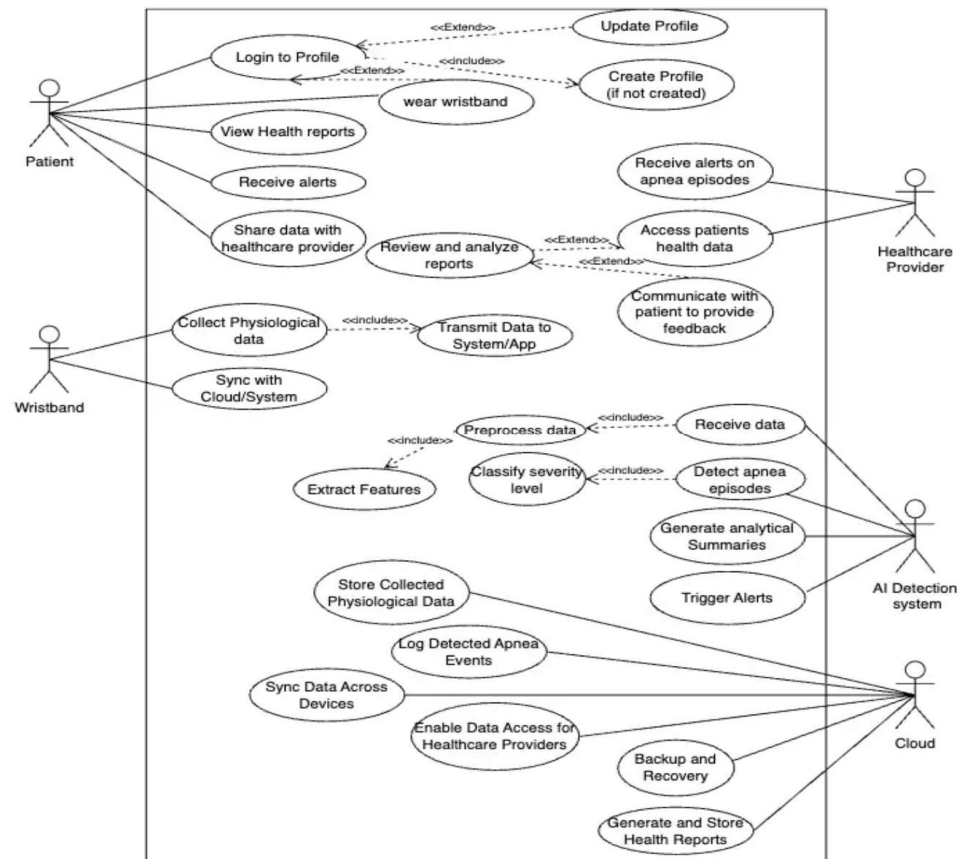 <<Extend>>
Update Profile
Login to Profile
<<include>>
<<Extend>>
Create Profile
(if not created)
wear wristband
Patient
View Health reports
Receive alerts
Share data with
healthcare provider
Receive alerts on
apnea episodes
Access patients
health data
Healthcare
Provider
Review and analyze
reports
<<Extend>>
<<Extend>>
Communicate with
patient to provide
feedback
Wristband
Collect Physiological
data
<<include>>
Transmit Data to
System/App
Sync with
Cloud/System
Receive data
<<include>>
Preprocess data
<<include>>
Extract Features
Detect apnea
episodes
<<include>>
Classify severity
level
Generate analytical
Summaries
Trigger Alerts
AI Detection
system
Store Collected
Physiological Data
Log Detected Apnea
Events
Sync Data Across
Devices
Enable Data Access for
Healthcare Providers
Backup and
Recovery
Generate and Store
Health Reports
Cloud